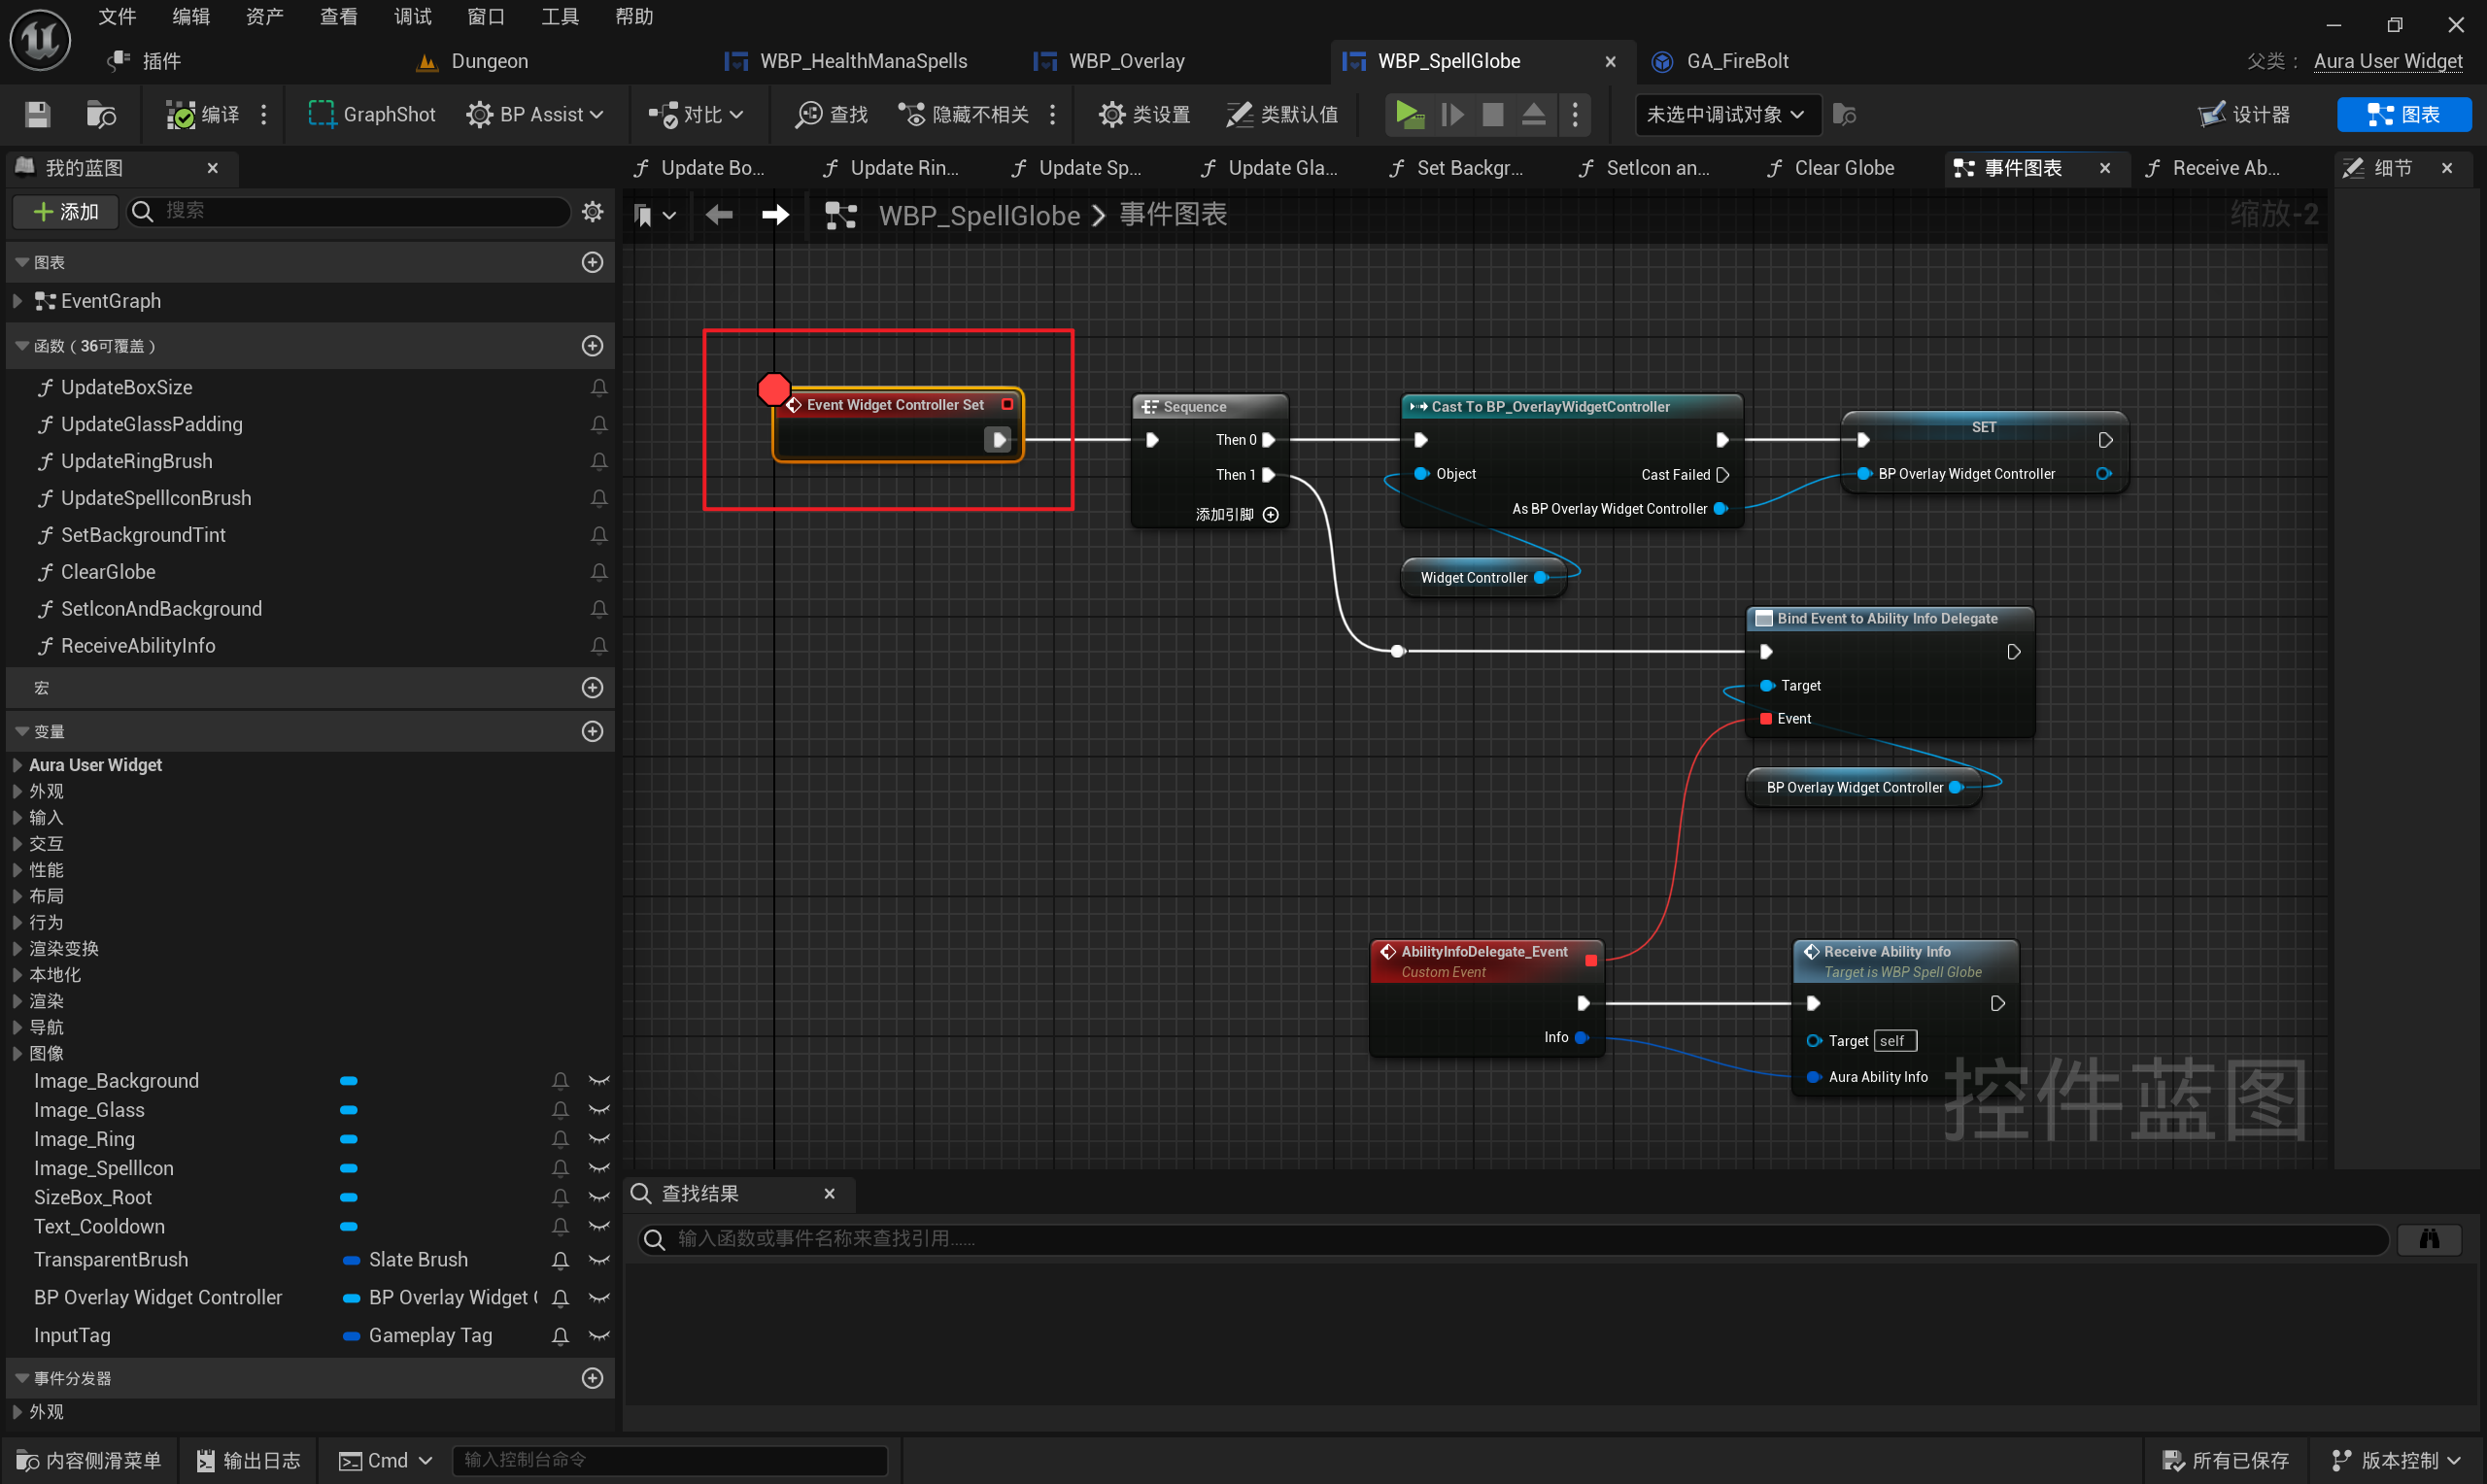 文件 编辑 资产 查看 调试 窗口 工具 帮助
插件 Dungeon WBP_HealthManaSpells WBP_Overlay WBP_SpellGlobe GA_FireBolt 父类： Aura User Widget
编译 GraphShot BP Assist 对比 查找 隐藏不相关 类设置 类默认值 未选中调试对象 设计器 图表
我的蓝图
Update Bo... Update Rin... Update Sp... Update Gla... Set Backgr... SetIcon an... Clear Globe 事件图表 Receive Ab... 细节
添加 搜索
WBP_SpellGlobe 事件图表 缩放-2
图表
EventGraph
函数（36可覆盖）
UpdateBoxSize
UpdateGlassPadding
UpdateRingBrush
UpdateSpellIconBrush
SetBackgroundTint
ClearGlobe
SetIconAndBackground
ReceiveAbilityInfo
宏
变量
Aura User Widget
外观
输入
交互
性能
布局
行为
渲染变换
本地化
渲染
导航
图像
Image_Background
Image_Glass
Image_Ring
Image_SpellIcon
SizeBox_Root
Text_Cooldown
TransparentBrush Slate Brush
BP Overlay Widget Controller BP Overlay Widget
InputTag Gameplay Tag
事件分发器
外观
Event Widget Controller Set
Sequence
Then 0
Then 1
添加引脚
Cast To BP_OverlayWidgetController
Object
Cast Failed
As BP Overlay Widget Controller
Widget Controller
SET
BP Overlay Widget Controller
Bind Event to Ability Info Delegate
Target
Event
BP Overlay Widget Controller
AbilityInfoDelegate_Event
Custom Event
Info
Receive Ability Info
Target is WBP Spell Globe
Target self
Aura Ability Info
控件蓝图
查找结果
输入函数或事件名称来查找引用......
内容侧滑菜单 输出日志 Cmd 输入控制台命令 所有已保存 版本控制